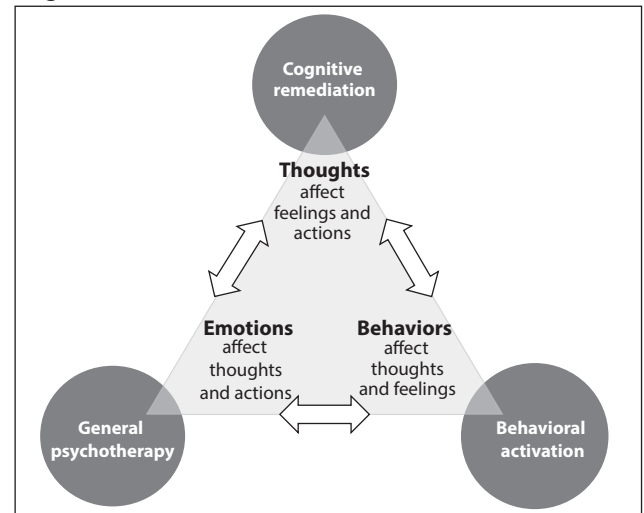 Cognitive
remediation
Thoughts
affect
feelings and
actions
Emotions
affect
thoughts
and actions
Behaviors
affect
thoughts
and feelings
General
psychotherapy
Behavioral
activation